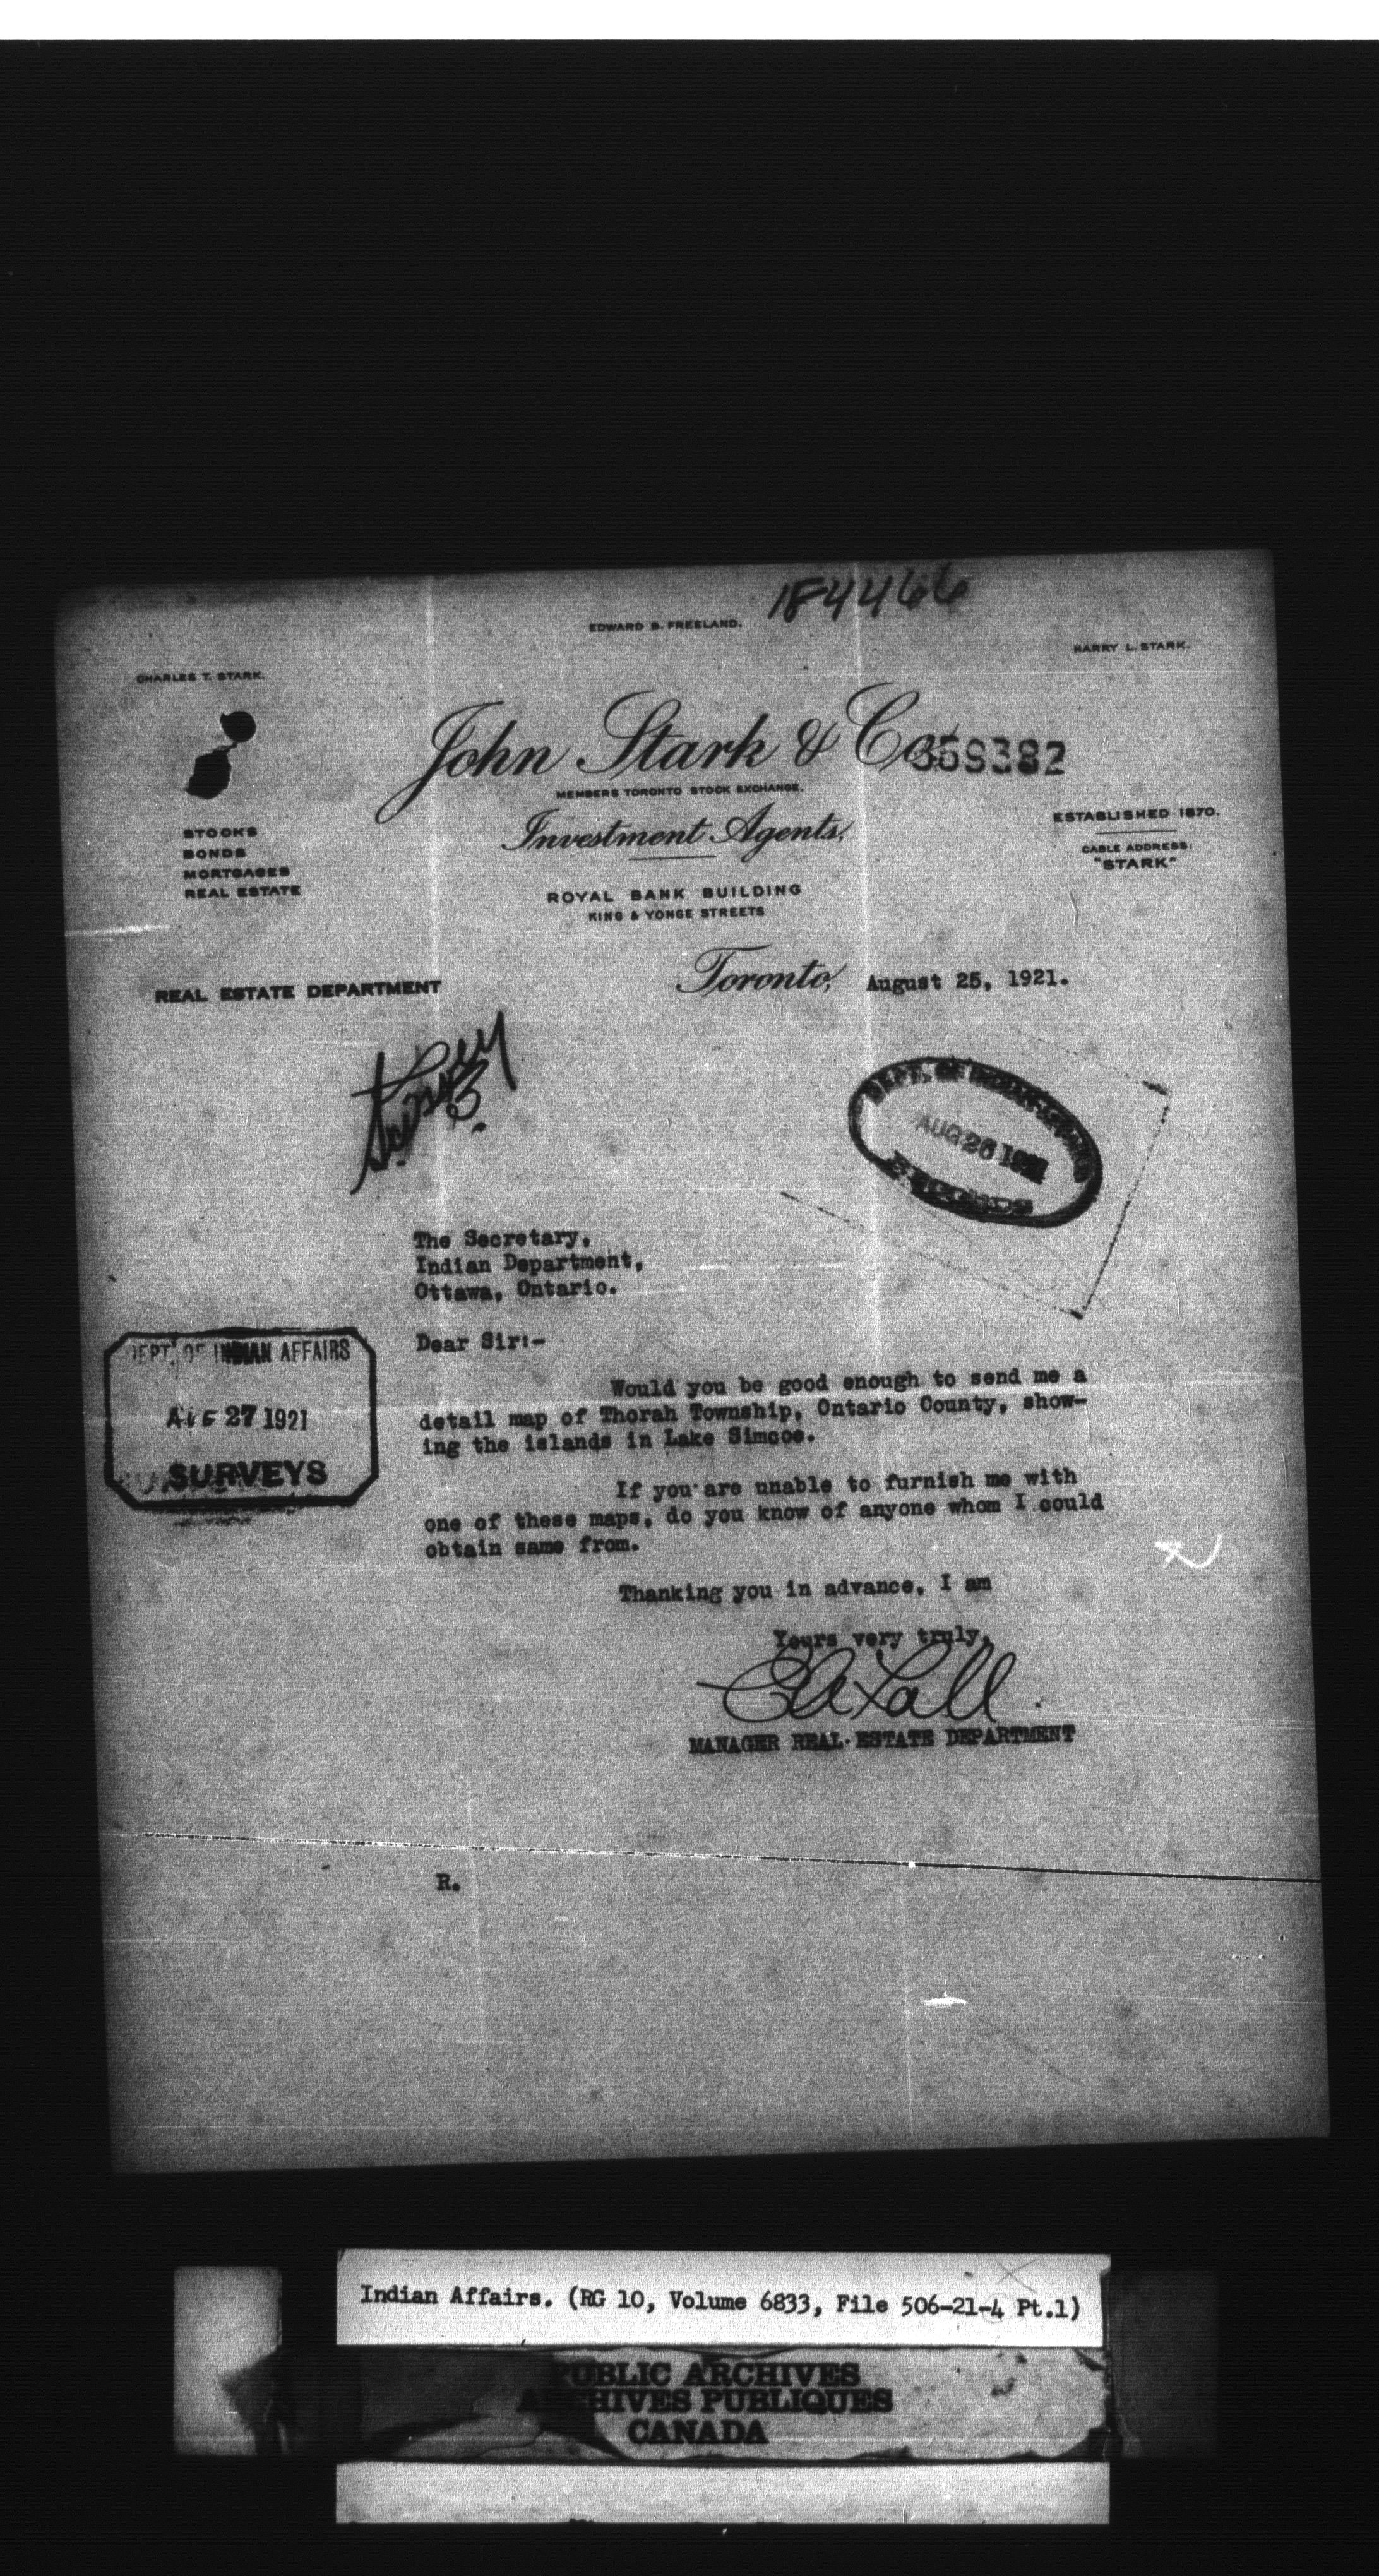 184466
EDWARD B. FREELAND.
HARRY L. STARK.
CHARLES T. STARK.
John Stark & Co.
359382
MEMBERS TORONTO STOCK EXCHANGE.
Investment Agents,
STOCKS
BONDS
MORTGAGES
REAL ESTATE
ESTABLISHED 1870.
CABLE ADDRESS:
"STARK"
ROYAL BANK BUILDING
KING & YONGE STREETS
REAL ESTATE DEPARTMENT
Toronto, August 25, 1921.
DEPT. OF INDIAN AFFAIRS
AUG 26 1921
RECORDS
The Secretary,
Indian Department,
Ottawa, Ontario.
Dear Sir:-
DEPT. OF INDIAN AFFAIRS
AUG 27 1921
SURVEYS
Would you be good enough to send me a
detail map of Thorah Township, Ontario County, show-
ing the islands in Lake Simcoe.
If you are unable to furnish me with
one of these maps, do you know of anyone whom I could
obtain same from.
Thanking you in advance, I am
Yours very truly,
MANAGER REAL ESTATE DEPARTMENT
R.
Indian Affairs. (RG 10, Volume 6833, File 506-21-4 Pt.1)
PUBLIC ARCHIVES
ARCHIVES PUBLIQUES
CANADA